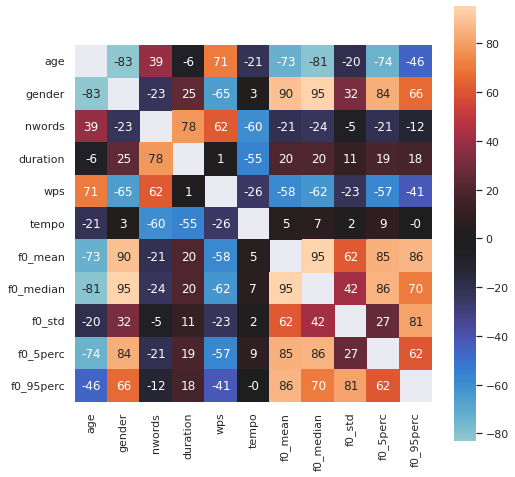 age -83 39 -6 71 -21 -73 -81 -20 -74 -46
gender -83 -23 25 -65 3 90 95 32 84 66
nwords 39 -23 78 62 -60 -21 -24 -5 -21 -12
duration -6 25 78 1 -55 20 20 11 19 18
wps 71 -65 62 1 -26 -58 -62 -23 -57 -41
tempo -21 3 -60 -55 -26 5 7 2 9 -0
f0_mean -73 90 -21 20 -58 5 95 62 85 86
f0_median -81 95 -24 20 -62 7 95 42 86 70
f0_std -20 32 -5 11 -23 2 62 42 27 81
f0_5perc -74 84 -21 19 -57 9 85 86 27 62
f0_95perc -46 66 -12 18 -41 -0 86 70 81 62
age gender nwords duration wps tempo f0_mean f0_median f0_std f0_5perc f0_95perc
80
60
40
20
0
−20
−40
−60
−80